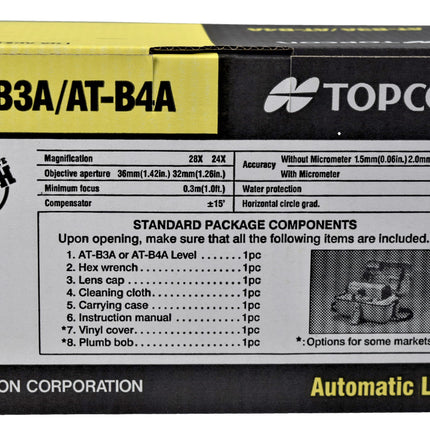 B3A/AT-B4A
TOPCO
Magnification 28X 24X
Objective aperture 36mm(1.42in.) 32mm(1.26in.)
Minimum focus 0.3m(1.0ft.)
Compensator ±15'
Accuracy Without Micrometer 1.5mm(0.06in.) 2.0mm
With Micrometer
Water protection
Horizontal circle grad.
STANDARD PACKAGE COMPONENTS
Upon opening, make sure that all the following items are included.
1. AT-B3A or AT-B4A Level ....... 1pc
2. Hex wrench ....................... 1pc
3. Lens cap ........................... 1pc
4. Cleaning cloth .................... 1pc
5. Carrying case .................... 1pc
6. Instruction manual ............. 1pc
*7. Vinyl cover ........................ 1pc
*8. Plumb bob ........................ 1pc
*: Options for some markets
ON CORPORATION
Automatic L